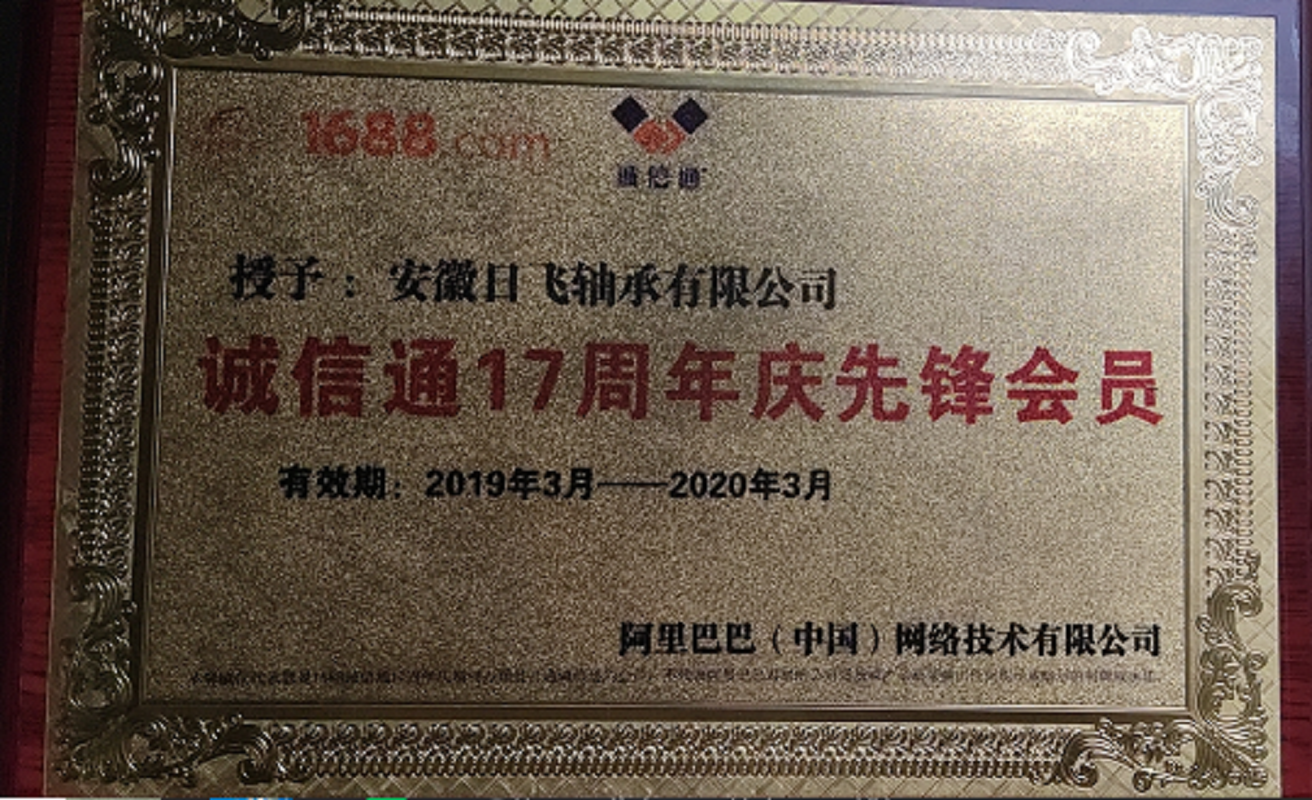 1688.com
诚信通
授予：安徽日飞轴承有限公司
诚信通17周年庆先锋会员
有效期：2019年3月——2020年3月
阿里巴巴（中国）网络技术有限公司